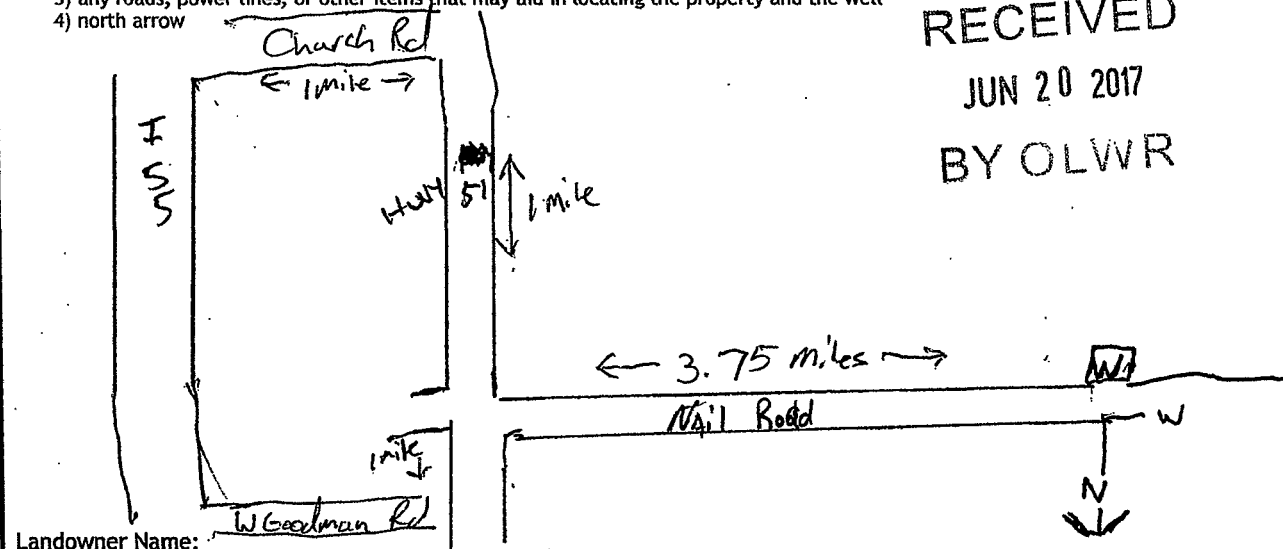 3) any roads, power lines, or other items that may aid in locating the property and the well
4) north arrow
RECEIVED
JUN 20 2017
BY OLWR
Church Rd
1 mile
I
55
HWY 51
1 mile
3.75 miles
W
Nail Road
W
1 mile
N
W Goodman Rd
Landowner Name: